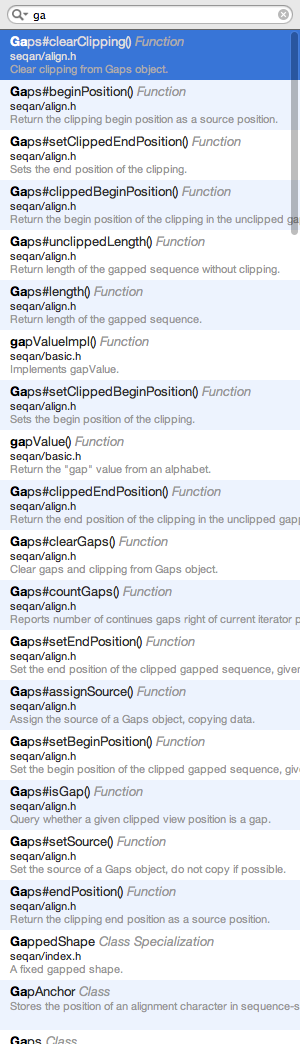 ga
Gaps#clearClipping() Function
seqan/align.h
Clear clipping from Gaps object.
Gaps#beginPosition() Function
seqan/align.h
Return the clipping begin position as a source position.
Gaps#setClippedEndPosition() Function
seqan/align.h
Sets the end position of the clipping.
Gaps#clippedBeginPosition() Function
seqan/align.h
Return the begin position of the clipping in the unclipped ga
Gaps#unclippedLength() Function
seqan/align.h
Return length of the gapped sequence without clipping.
Gaps#length() Function
seqan/align.h
Return length of the gapped sequence.
gapValueImpl() Function
seqan/basic.h
Implements gapValue.
Gaps#setClippedBeginPosition() Function
seqan/align.h
Sets the begin position of the clipping.
gapValue() Function
seqan/basic.h
Return the "gap" value from an alphabet.
Gaps#clippedEndPosition() Function
seqan/align.h
Return the end position of the clipping in the unclipped gapp
Gaps#clearGaps() Function
seqan/align.h
Clear gaps and clipping from Gaps object.
Gaps#countGaps() Function
seqan/align.h
Reports number of continues gaps right of current iterator p
Gaps#setEndPosition() Function
seqan/align.h
Set the end position of the clipped gapped sequence, given
Gaps#assignSource() Function
seqan/align.h
Assign the source of a Gaps object, copying data.
Gaps#setBeginPosition() Function
seqan/align.h
Set the begin position of the clipped gapped sequence, give
Gaps#isGap() Function
seqan/align.h
Query whether a given clipped view position is a gap.
Gaps#setSource() Function
seqan/align.h
Set the source of a Gaps object, do not copy if possible.
Gaps#endPosition() Function
seqan/align.h
Return the clipping end position as a source position.
GappedShape Class Specialization
seqan/index.h
A fixed gapped shape.
GapAnchor Class
Stores the position of an alignment character in sequence-s
Gaps Class